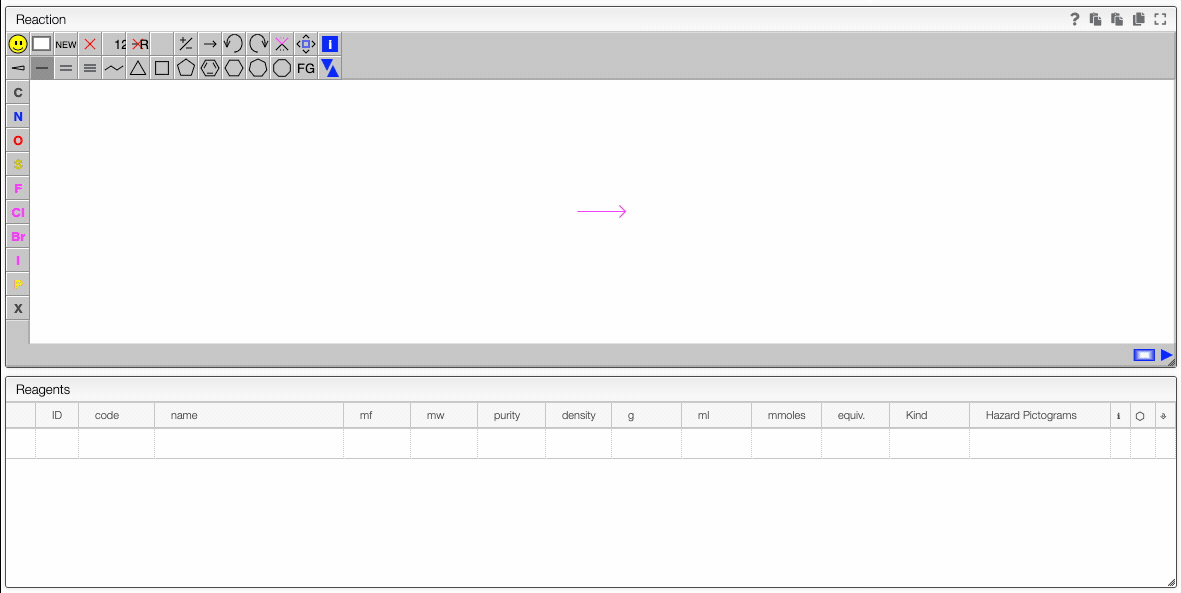 Reaction ?
NEW 12 R i
FG
C
N
O
S
F
Cl
Br
I
P
X
Reagents
ID code name mf mw purity density g ml mmoles equiv. Kind Hazard Pictograms i